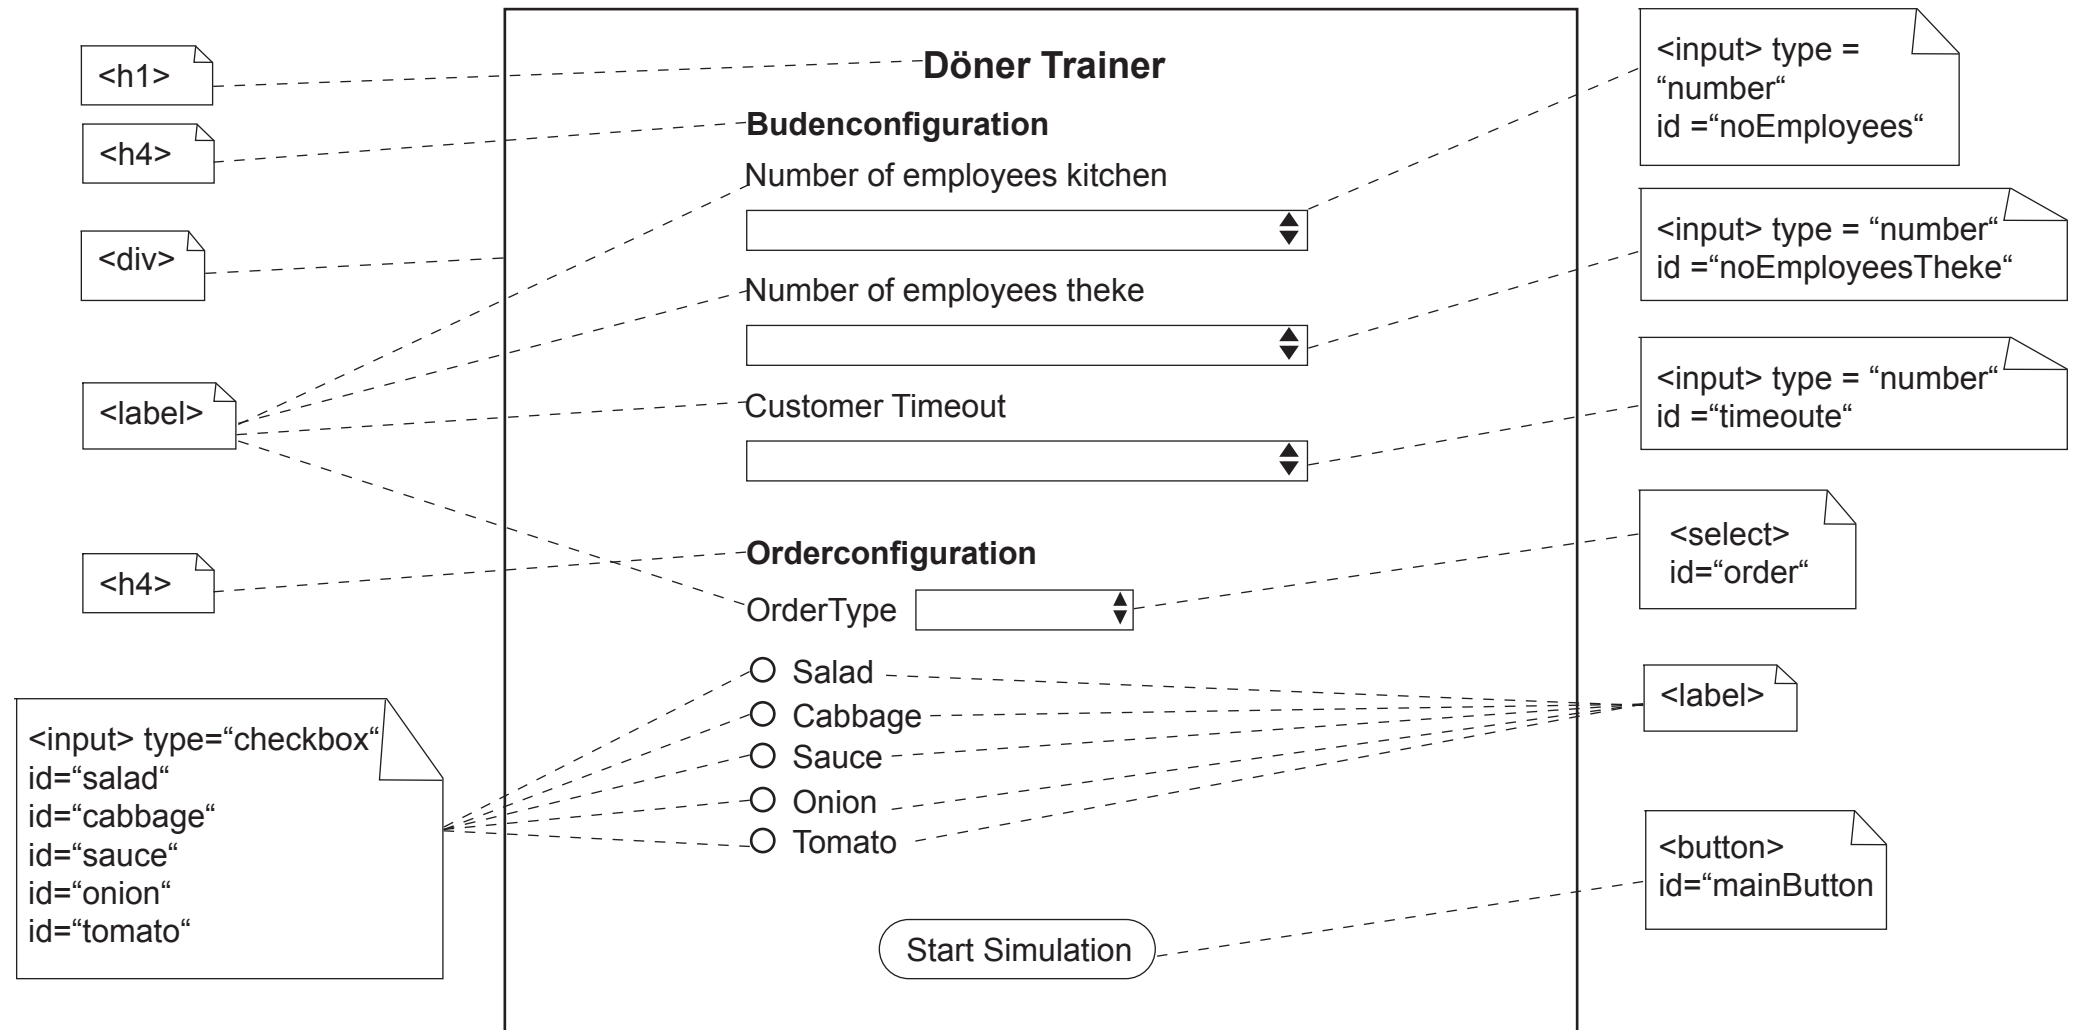 <h1>
<h4>
<div>
<label>
<h4>
<input> type="checkbox“
id=“salad“
id=“cabbage“
id=“sauce“
id=“onion“
id=“tomato“
Döner Trainer
Budenconfiguration
Number of employees kitchen
Number of employees theke
Customer Timeout
Orderconfiguration
OrderType
Salad
Cabbage
Sauce
Onion
Tomato
Start Simulation
<input> type =
“number“
id =“noEmployees“
<input> type = “number“
id =“noEmployeesTheke“
<input> type = “number“
id =“timeoute“
<select>
id=“order“
<label>
<button>
id=“mainButton